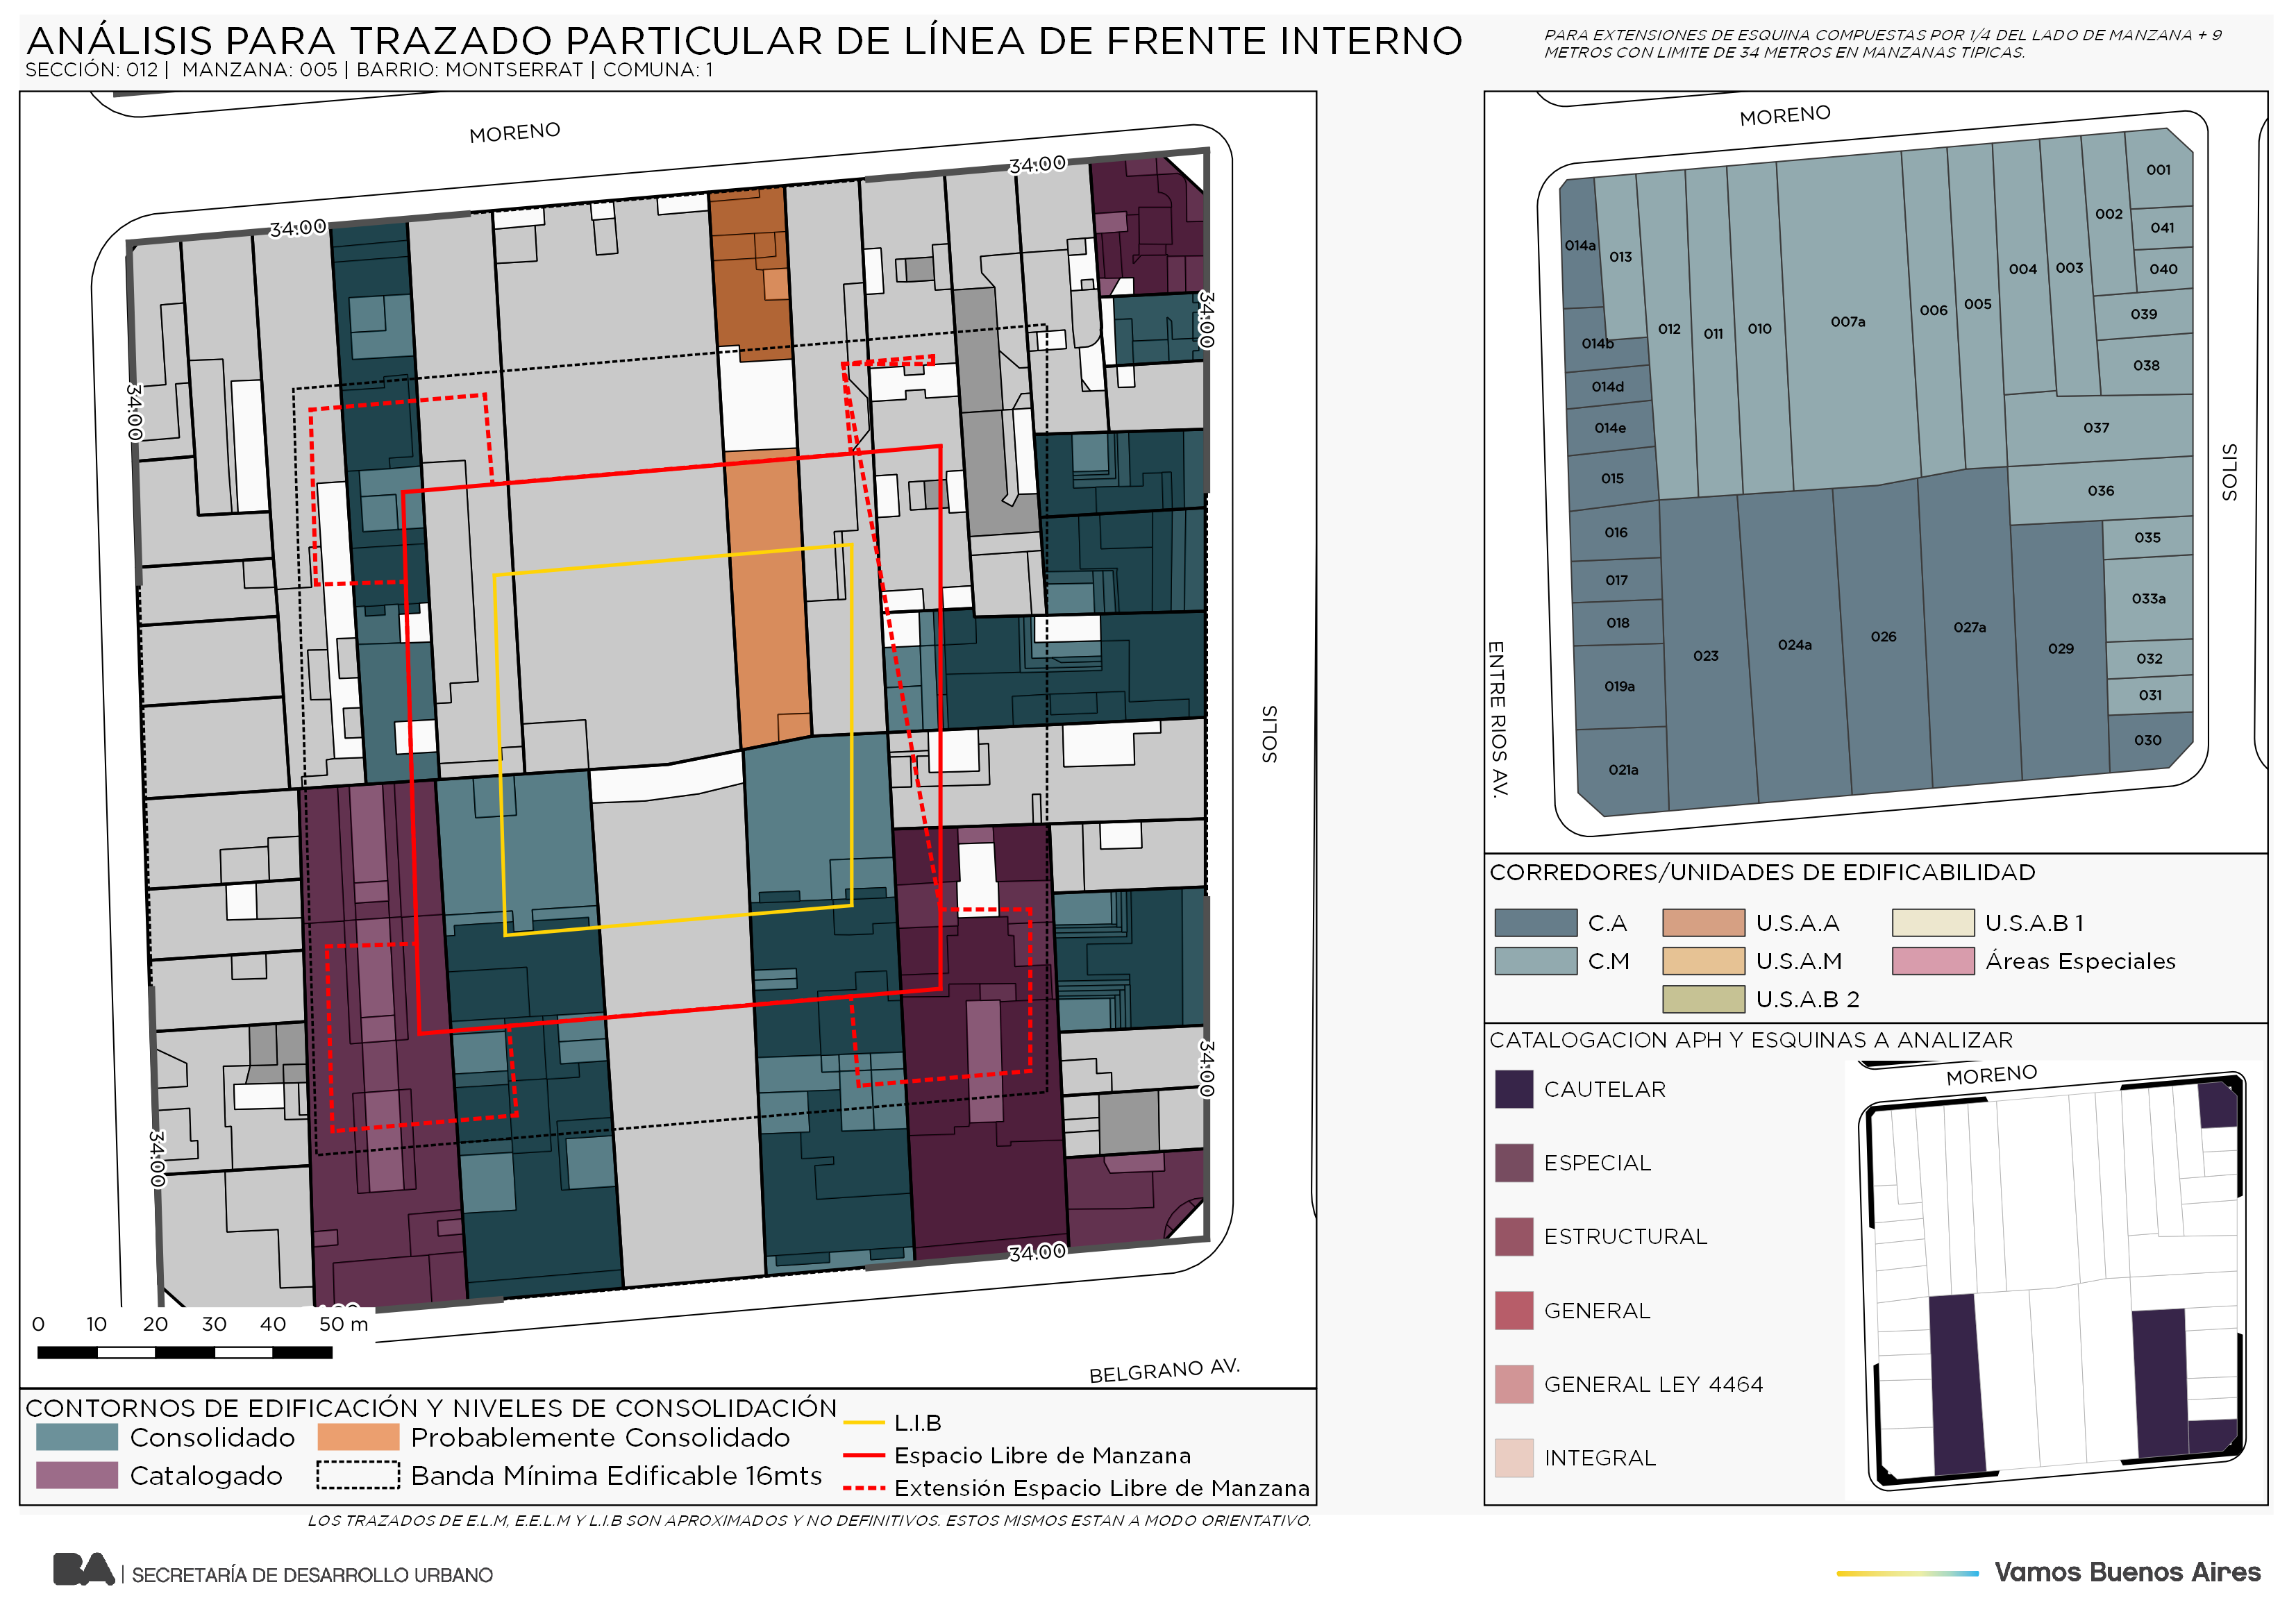 ANÁLISIS PARA TRAZADO PARTICULAR DE LÍNEA DE FRENTE INTERNO
SECCIÓN: 012 | MANZANA: 005 | BARRIO: MONTSERRAT | COMUNA: 1
PARA EXTENSIONES DE ESQUINA COMPUESTAS POR 1/4 DEL LADO DE MANZANA + 9
METROS CON LIMITE DE 34 METROS EN MANZANAS TIPICAS.
MORENO
34.00
34.00
34.00
34.00
34.00
34.00
34.00
SOLIS
BELGRANO AV.
0 10 20 30 40 50 m
CONTORNOS DE EDIFICACIÓN Y NIVELES DE CONSOLIDACIÓN
Consolidado
Probablemente Consolidado
Catalogado
Banda Mínima Edificable 16mts
L.I.B
Espacio Libre de Manzana
Extensión Espacio Libre de Manzana
MORENO
001
002
041
040
014a
013
004
003
039
012
011
010
007a
006
005
014b
038
014d
014e
037
015
036
016
035
017
033a
018
023
024a
026
027a
029
032
019a
031
021a
030
SOLIS
ENTRE RIOS AV.
CORREDORES/UNIDADES DE EDIFICABILIDAD
C.A
U.S.A.A
U.S.A.B 1
C.M
U.S.A.M
Áreas Especiales
U.S.A.B 2
CATALOGACION APH Y ESQUINAS A ANALIZAR
MORENO
CAUTELAR
ESPECIAL
ESTRUCTURAL
GENERAL
GENERAL LEY 4464
INTEGRAL
LOS TRAZADOS DE E.L.M, E.E.L.M Y L.I.B SON APROXIMADOS Y NO DEFINITIVOS. ESTOS MISMOS ESTAN A MODO ORIENTATIVO.
BA | SECRETARÍA DE DESARROLLO URBANO
Vamos Buenos Aires